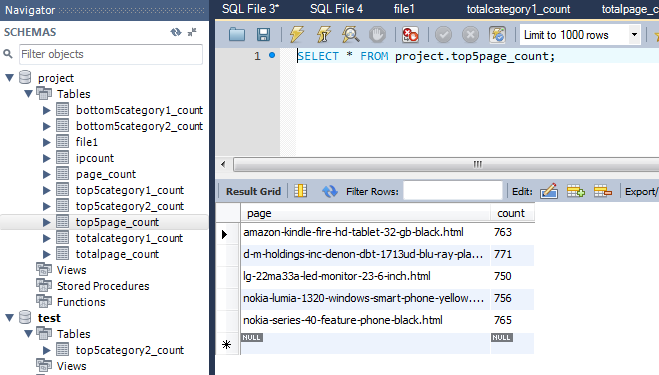 Navigator
SCHEMAS
Filter objects
project
Tables
bottom5category1_count
bottom5category2_count
file1
ipcount
page_count
top5category1_count
top5category2_count
top5page_count
totalcategory1_count
totalpage_count
Views
Stored Procedures
Functions
test
Tables
top5category2_count
Views
SQL File 3*
SQL File 4
file1
totalcategory1_count
totalpage_c
Limit to 1000 rows
1
SELECT * FROM project.top5page_count;
Result Grid
Filter Rows:
Edit:
Export/
page count
amazon-kindle-fire-hd-tablet-32-gb-black.html 763
d-m-holdings-inc-denon-dbt-1713ud-blu-ray-pla... 771
lg-22ma33a-led-monitor-23-6-inch.html 750
nokia-lumia-1320-windows-smart-phone-yellow.... 756
nokia-series-40-feature-phone-black.html 765
NULL NULL